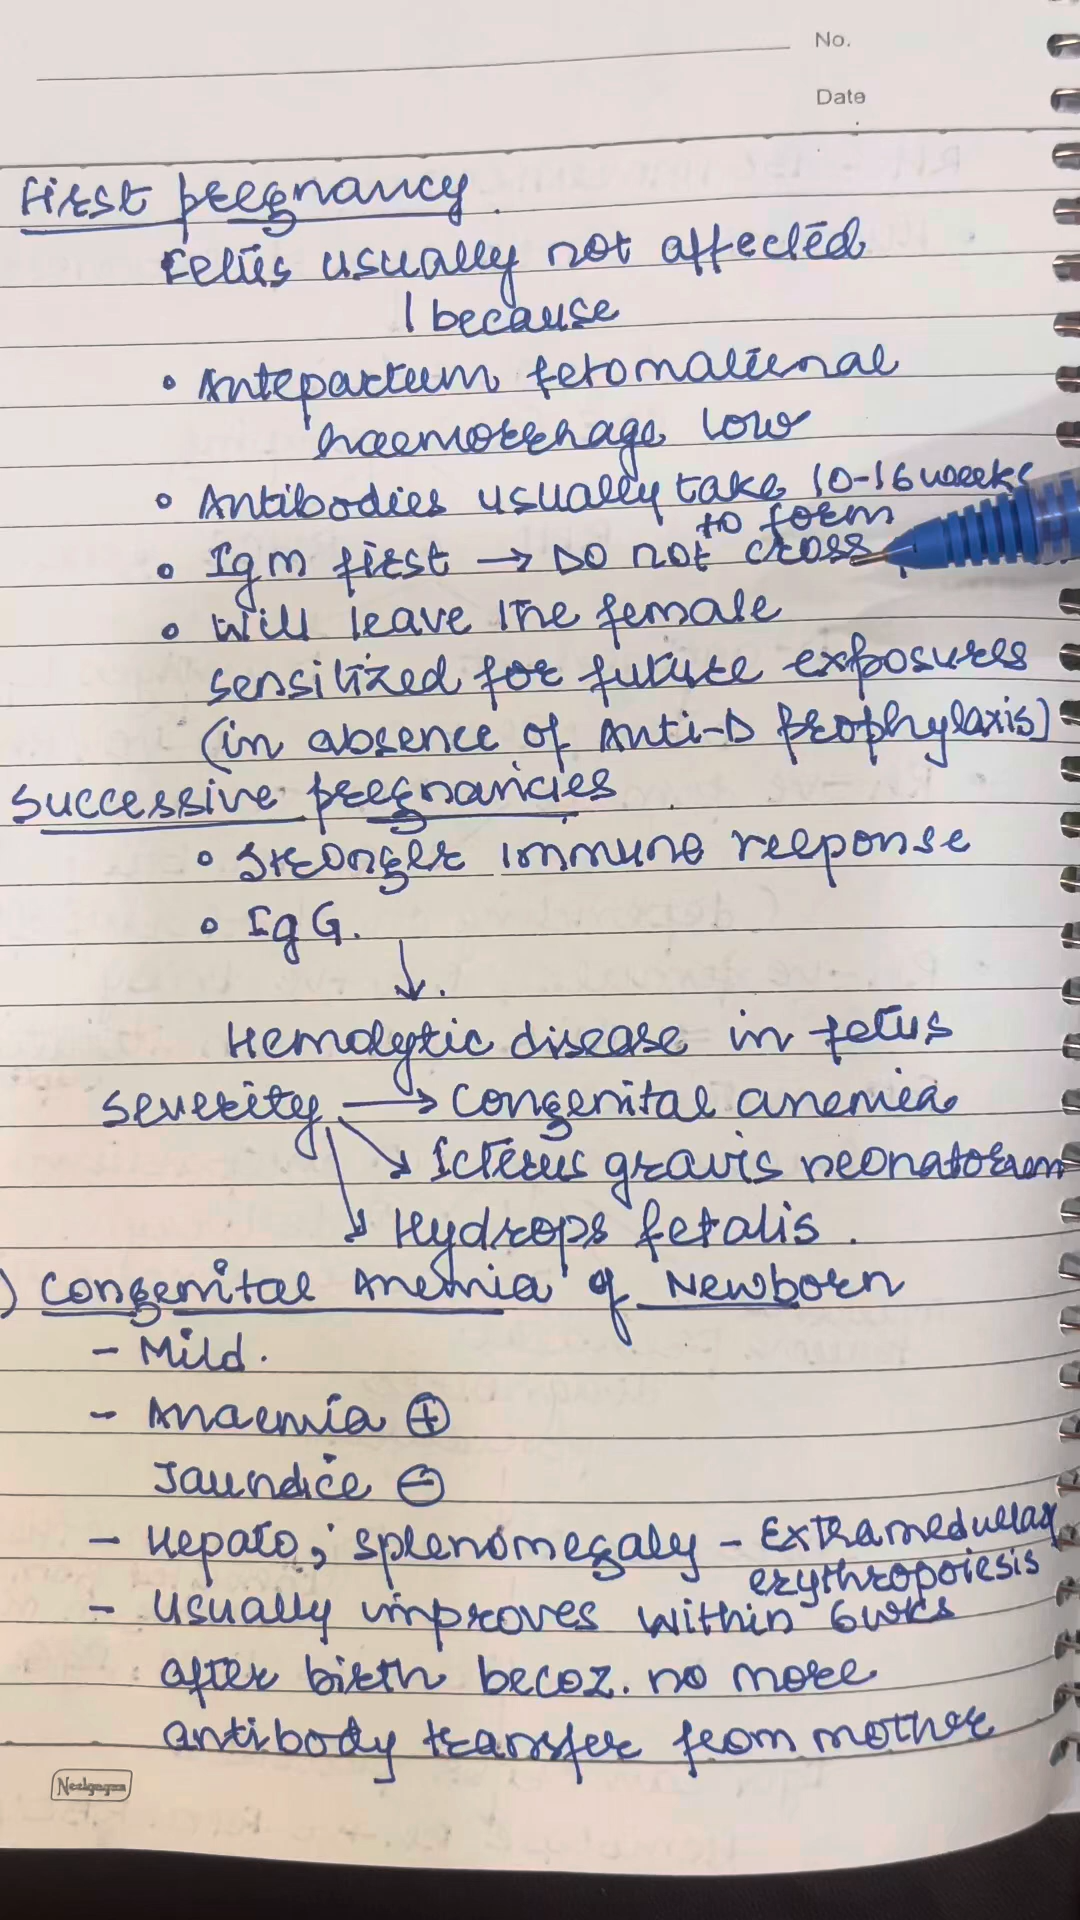 No.
Date
First pregnancy
Fetus usually not affected
| because
• Antepartum fetomaternal
haemorrhage low
• Antibodies usually take 10-16 weeks
to form
• IgM first → Do not cross
• Will leave the female
sensitized for future exposures
(in absence of Anti-D prophylaxis)
Successive pregnancies
• Stronger immune response
• IgG.
↓.
Hemolytic disease in fetus
Severity → Congenital anemia
↘ Icterus gravis neonatorum
↘ Hydrops fetalis.
) Congenital Anemia of Newborn
- Mild.
- Anaemia ⊕
Jaundice ⊖
- Hepato, splenomegaly - Extramedullary
erythropoiesis
- Usually improves within 6wks
after birth becoz. no more
antibody transfer from mother
Neelgagan